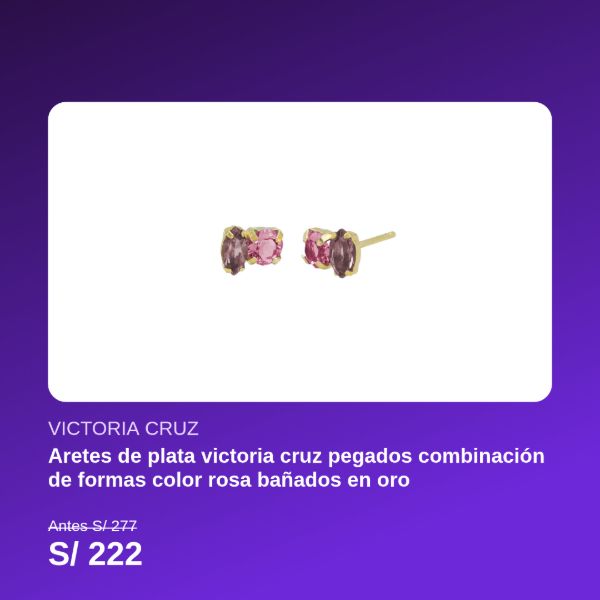 VICTORIA CRUZ
Aretes de plata victoria cruz pegados combinación
de formas color rosa bañados en oro
Antes S/ 277
S/ 222